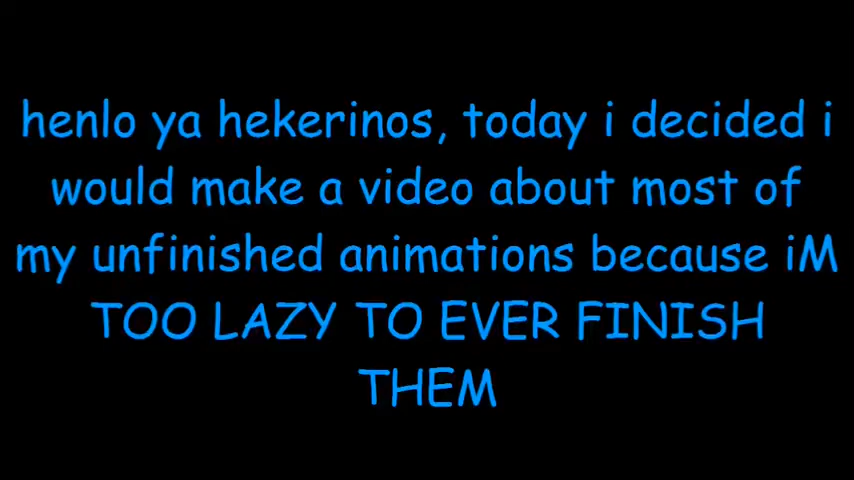 henlo ya hekerinos, today i decided i
would make a video about most of
my unfinished animations because iM
TOO LAZY TO EVER FINISH
THEM